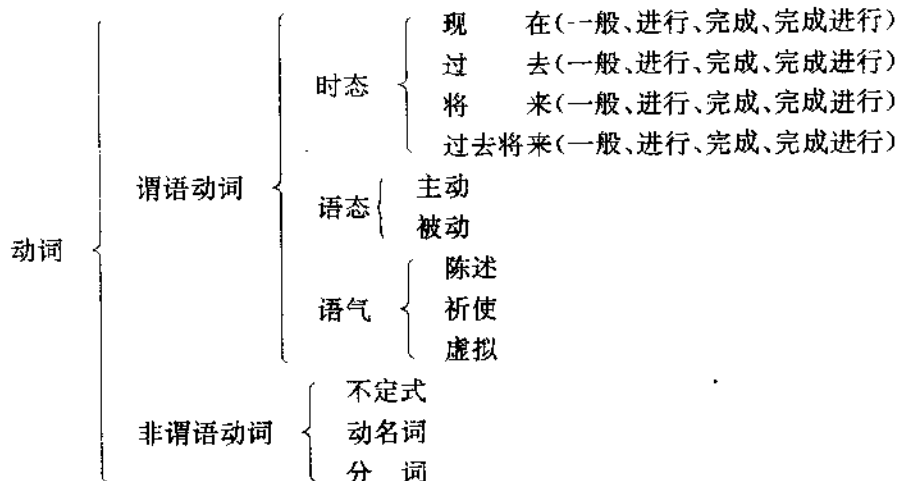 现 在(一般、进行、完成、完成进行)
过 去(一般、进行、完成、完成进行)
时态
将 来(一般、进行、完成、完成进行)
过去将来(一般、进行、完成、完成进行)
谓语动词
主动
语态
被动
动词
陈述
语气 祈使
虚拟
不定式
非谓语动词 动名词
分 词